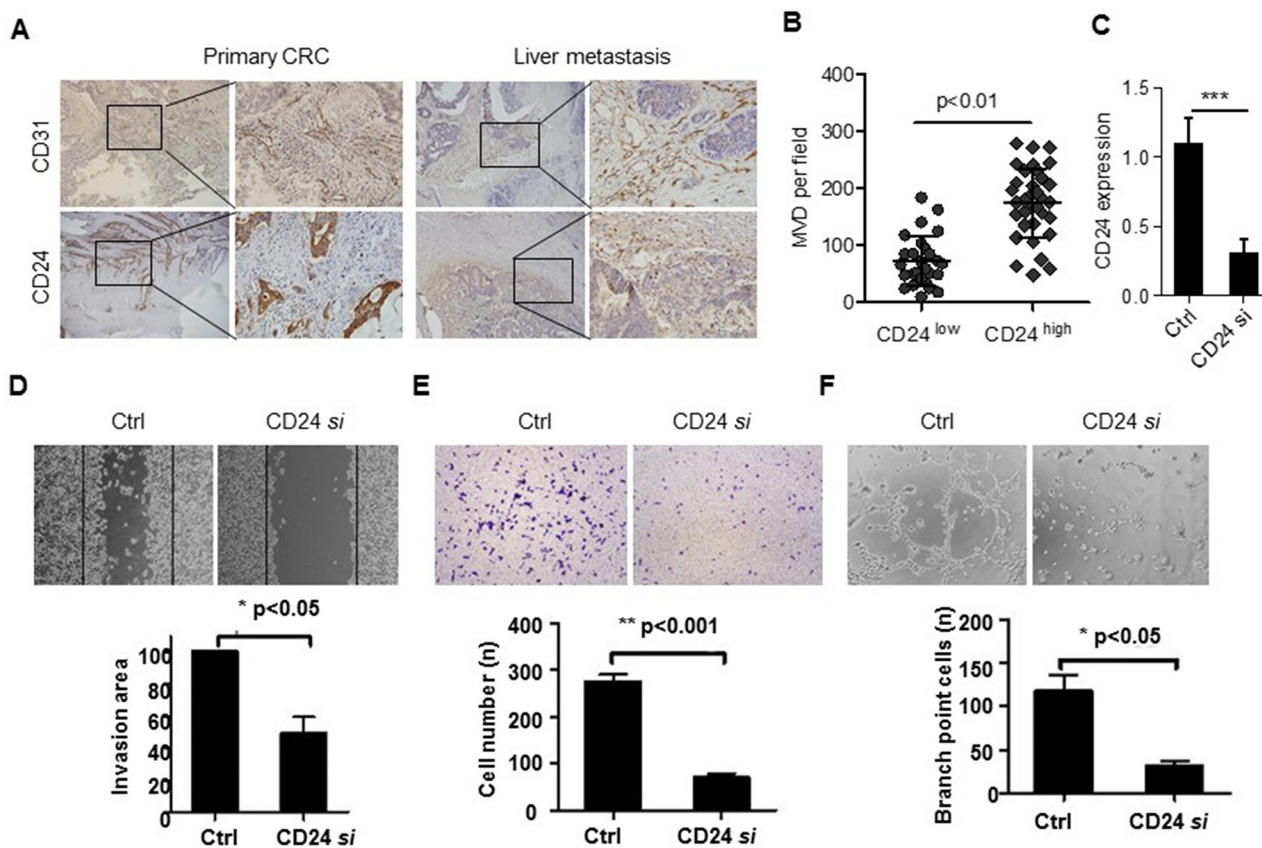 A
Primary CRC
Liver metastasis
CD31
CD24
B
MVD per field
400
300
200
100
0
p<0.01
CD24 low
CD24 high
C
CD24 expression
1.5
1.0
0.5
0.0
***
Ctrl
CD24 si
D
Ctrl
CD24 si
* p<0.05
Invasion area
100
80
60
40
20
0
Ctrl
CD24 si
E
Ctrl
CD24 si
** p<0.001
Cell number (n)
400
300
200
100
0
Ctrl
CD24 si
F
Ctrl
CD24 si
* p<0.05
Branch point cells (n)
200
150
100
50
0
Ctrl
CD24 si